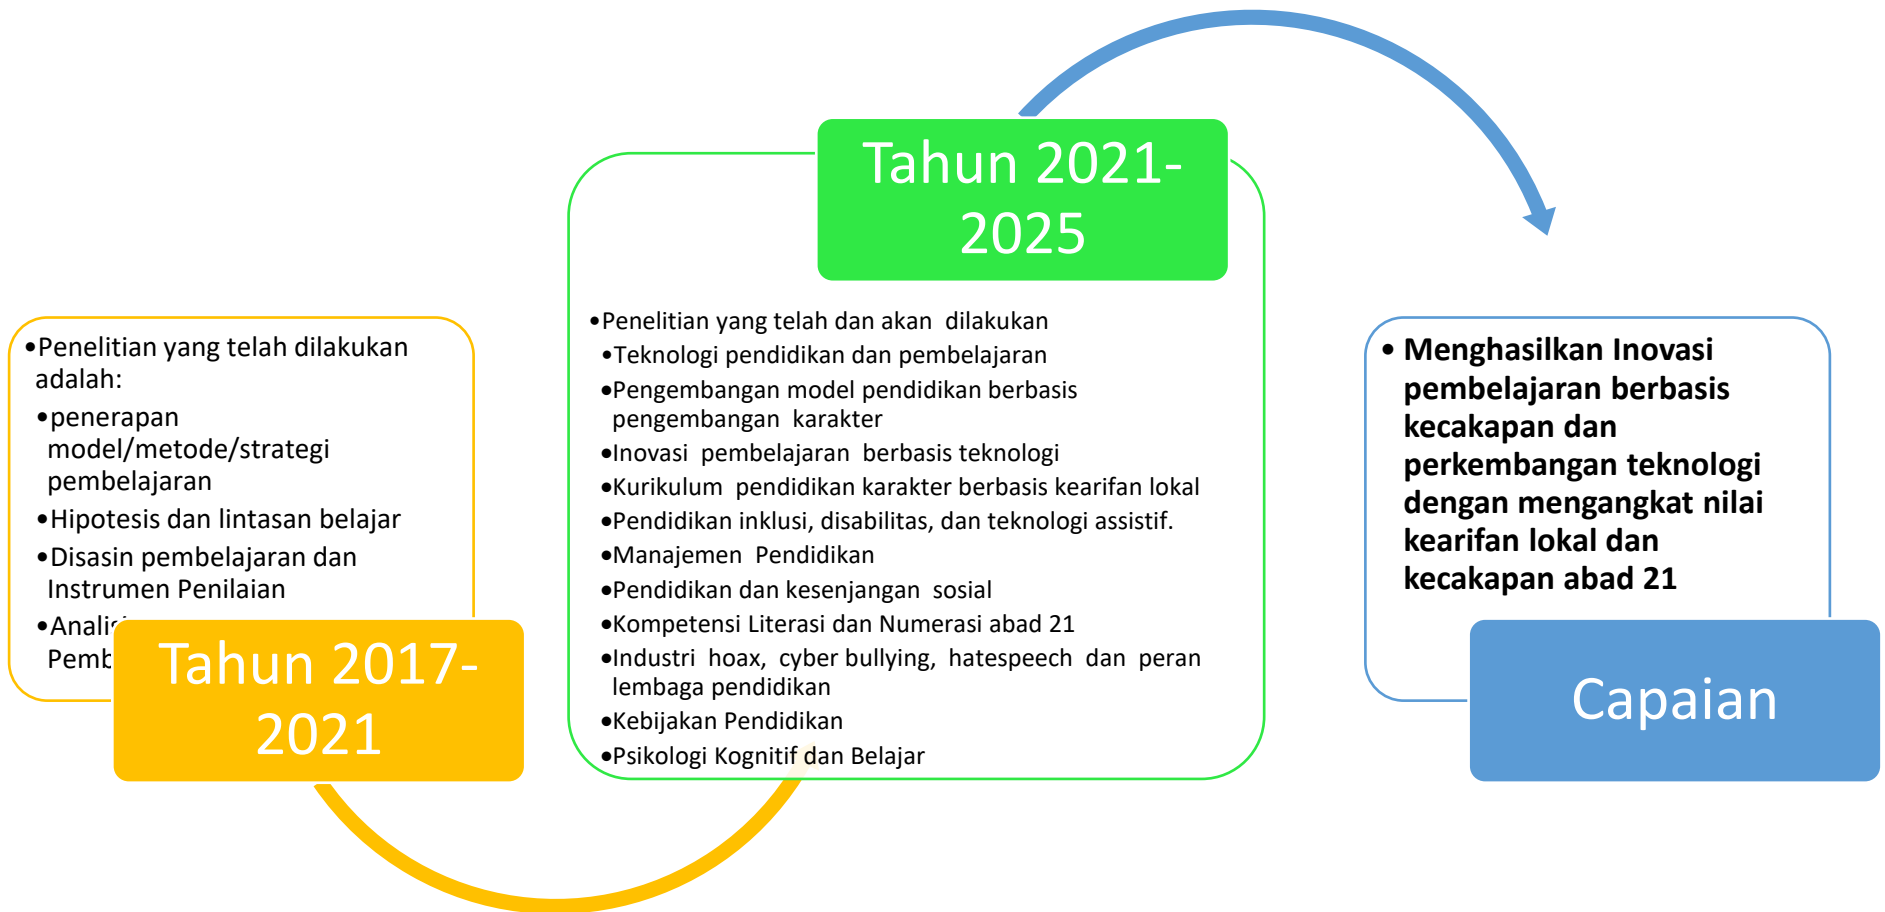 •Penelitian yang telah dilakukan
adalah:
•penerapan
model/metode/strategi
pembelajaran
•Hipotesis dan lintasan belajar
•Disasin pembelajaran dan
Instrumen Penilaian
Tahun 2017-
2021
Tahun 2021-
2025
•Penelitian yang telah dan akan dilakukan
•Teknologi pendidikan dan pembelajaran
•Pengembangan model pendidikan berbasis
pengembangan karakter
•Inovasi pembelajaran berbasis teknologi
•Kurikulum pendidikan karakter berbasis kearifan lokal
•Pendidikan inklusi, disabilitas, dan teknologi assistif.
•Manajemen Pendidikan
•Pendidikan dan kesenjangan sosial
•Kompetensi Literasi dan Numerasi abad 21
•Industri hoax, cyber bullying, hatespeech dan peran
lembaga pendidikan
•Kebijakan Pendidikan
•Psikologi Kognitif dan Belajar
• Menghasilkan Inovasi
pembelajaran berbasis
kecakapan dan
perkembangan teknologi
dengan mengangkat nilai
kearifan lokal dan
kecakapan abad 21
Capaian